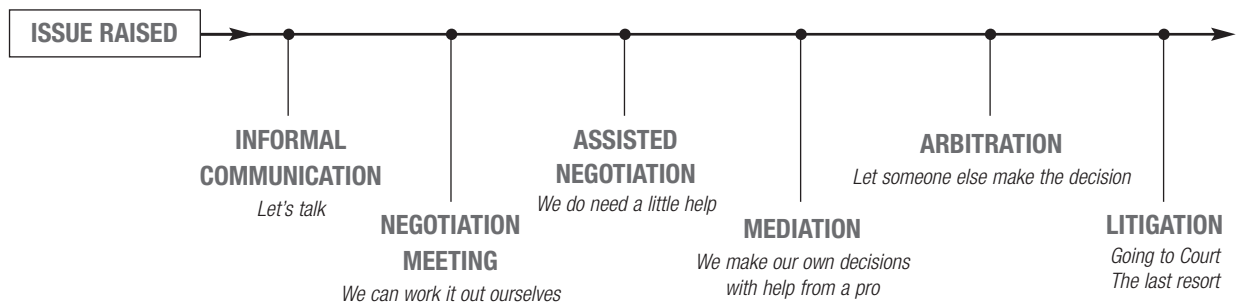 ISSUE RAISED
INFORMAL
COMMUNICATION
Let's talk
NEGOTIATION
MEETING
We can work it out ourselves
ASSISTED
NEGOTIATION
We do need a little help
MEDIATION
We make our own decisions
with help from a pro
ARBITRATION
Let someone else make the decision
LITIGATION
Going to Court
The last resort